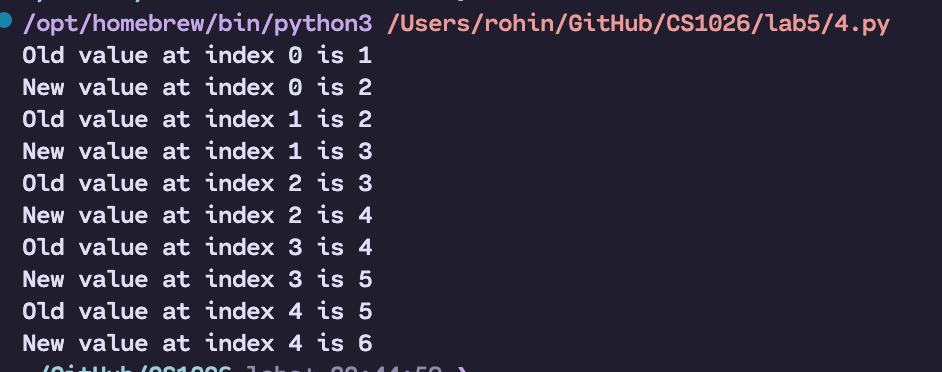 /opt/homebrew/bin/python3 /Users/rohin/GitHub/CS1026/lab5/4.py
Old value at index 0 is 1
New value at index 0 is 2
Old value at index 1 is 2
New value at index 1 is 3
Old value at index 2 is 3
New value at index 2 is 4
Old value at index 3 is 4
New value at index 3 is 5
Old value at index 4 is 5
New value at index 4 is 6